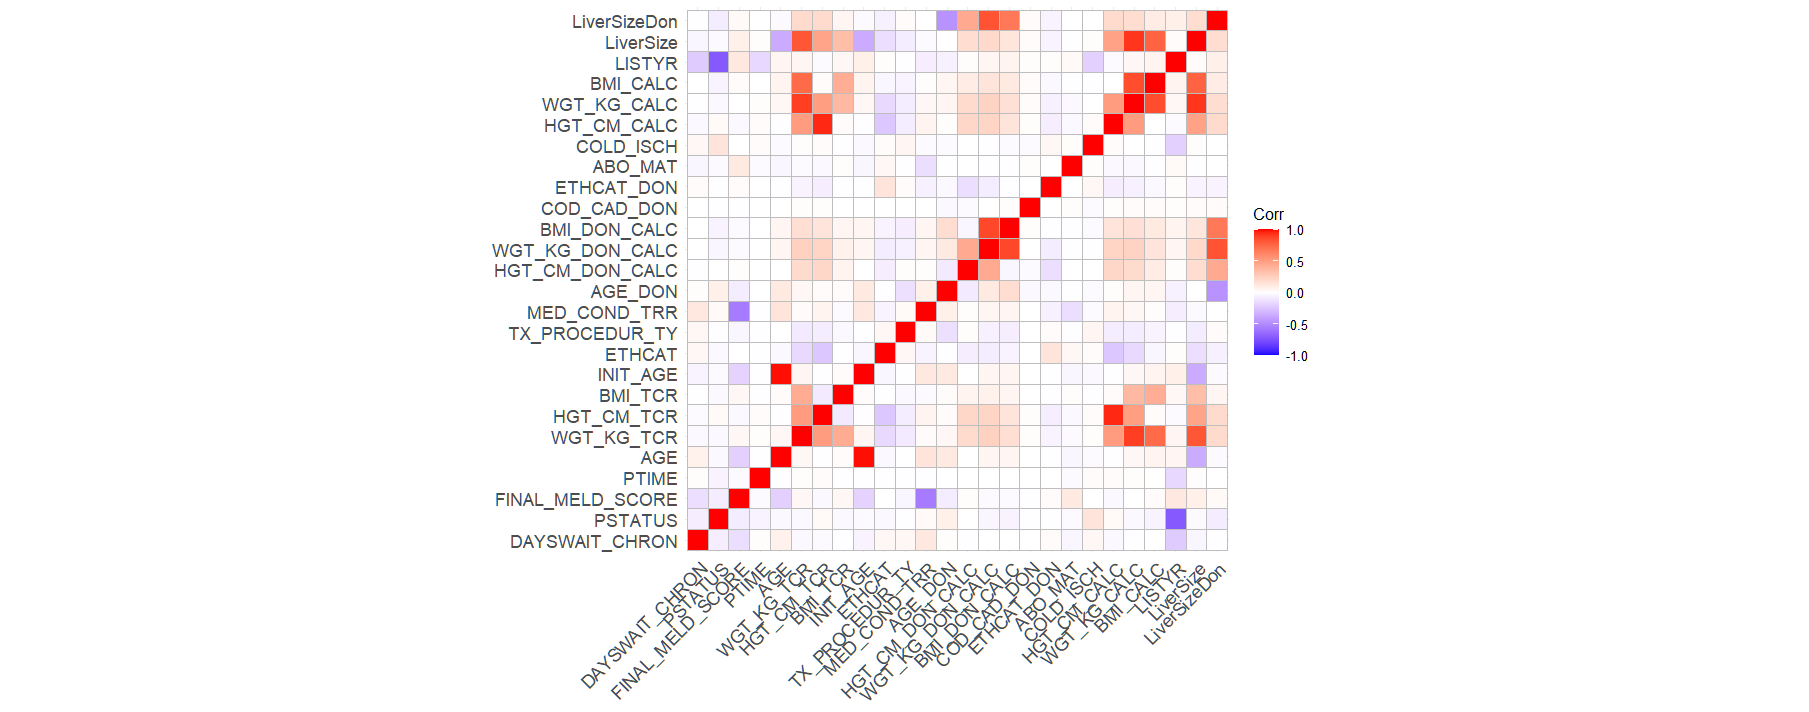 LiverSizeDon
LiverSize
LISTYR
BMI_CALC
WGT_KG_CALC
HGT_CM_CALC
COLD_ISCH
ABO_MAT
ETHCAT_DON
COD_CAD_DON
BMI_DON_CALC
WGT_KG_DON_CALC
HGT_CM_DON_CALC
AGE_DON
MED_COND_TRR
TX_PROCEDUR_TY
ETHCAT
INIT_AGE
BMI_TCR
HGT_CM_TCR
WGT_KG_TCR
AGE
PTIME
FINAL_MELD_SCORE
PSTATUS
DAYSWAIT_CHRON
DAYSWAIT_CHRON
PSTATUS
FINAL_MELD_SCORE
PTIME
AGE
WGT_KG_TCR
HGT_CM_TCR
BMI_TCR
INIT_AGE
ETHCAT
TX_PROCEDUR_TY
MED_COND_TRR
AGE_DON
HGT_CM_DON_CALC
WGT_KG_DON_CALC
BMI_DON_CALC
COD_CAD_DON
ETHCAT_DON
ABO_MAT
COLD_ISCH
HGT_CM_CALC
WGT_KG_CALC
BMI_CALC
LISTYR
LiverSize
LiverSizeDon
Corr
1.0
0.5
0.0
-0.5
-1.0